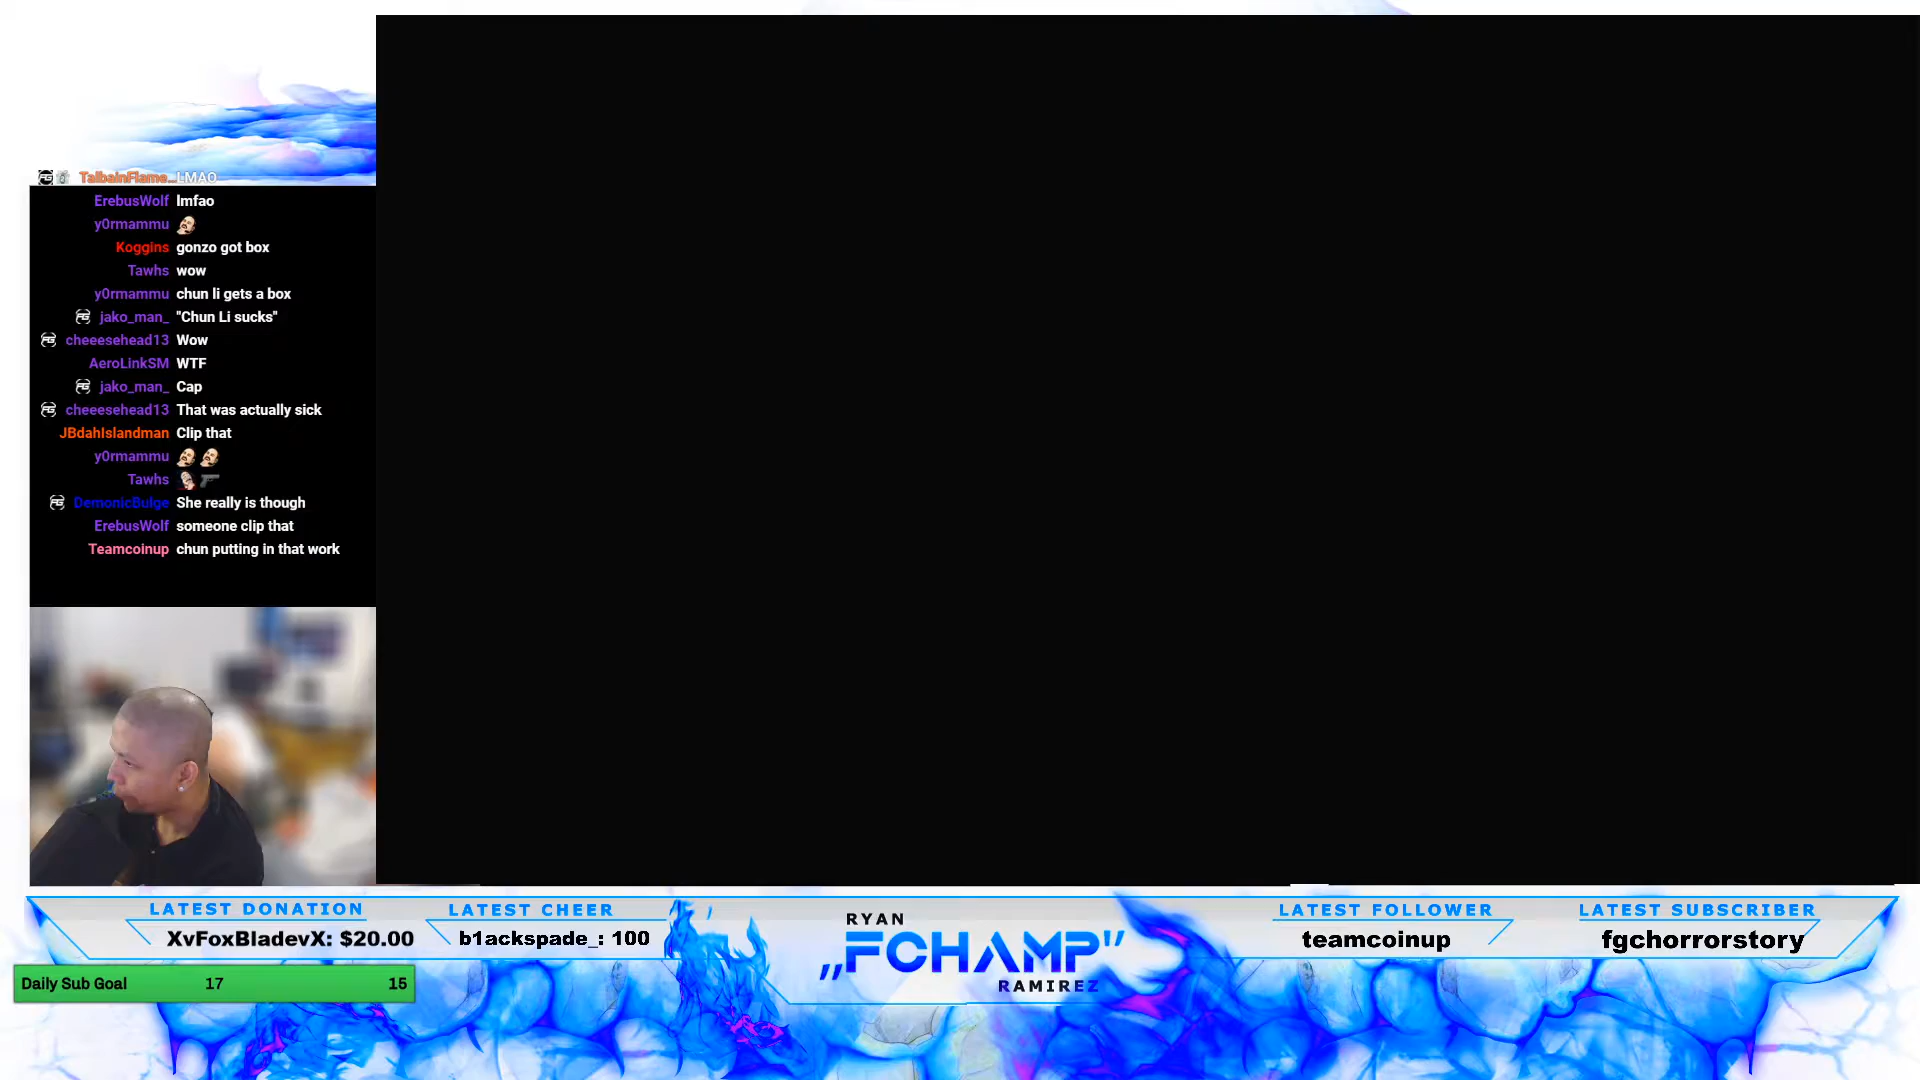 TalbainFlame_ LMAO
ErebusWolf lmfao
y0rmammu
Koggins gonzo got box
Tawhs wow
y0rmammu chun li gets a box
jako_man_ "Chun Li sucks"
cheeesehead13 Wow
AeroLinkSM WTF
jako_man_ Cap
cheeesehead13 That was actually sick
JBdahIslandman Clip that
y0rmammu
Tawhs
DemonicBulge She really is though
ErebusWolf someone clip that
Teamcoinup chun putting in that work
LATEST DONATION
XvFoxBladevX: $20.00
LATEST CHEER
b1ackspade_: 100
RYAN
„FCHAMP"
RAMIREZ
LATEST FOLLOWER
teamcoinup
LATEST SUBSCRIBER
fgchorrorstory
Daily Sub Goal 17 15